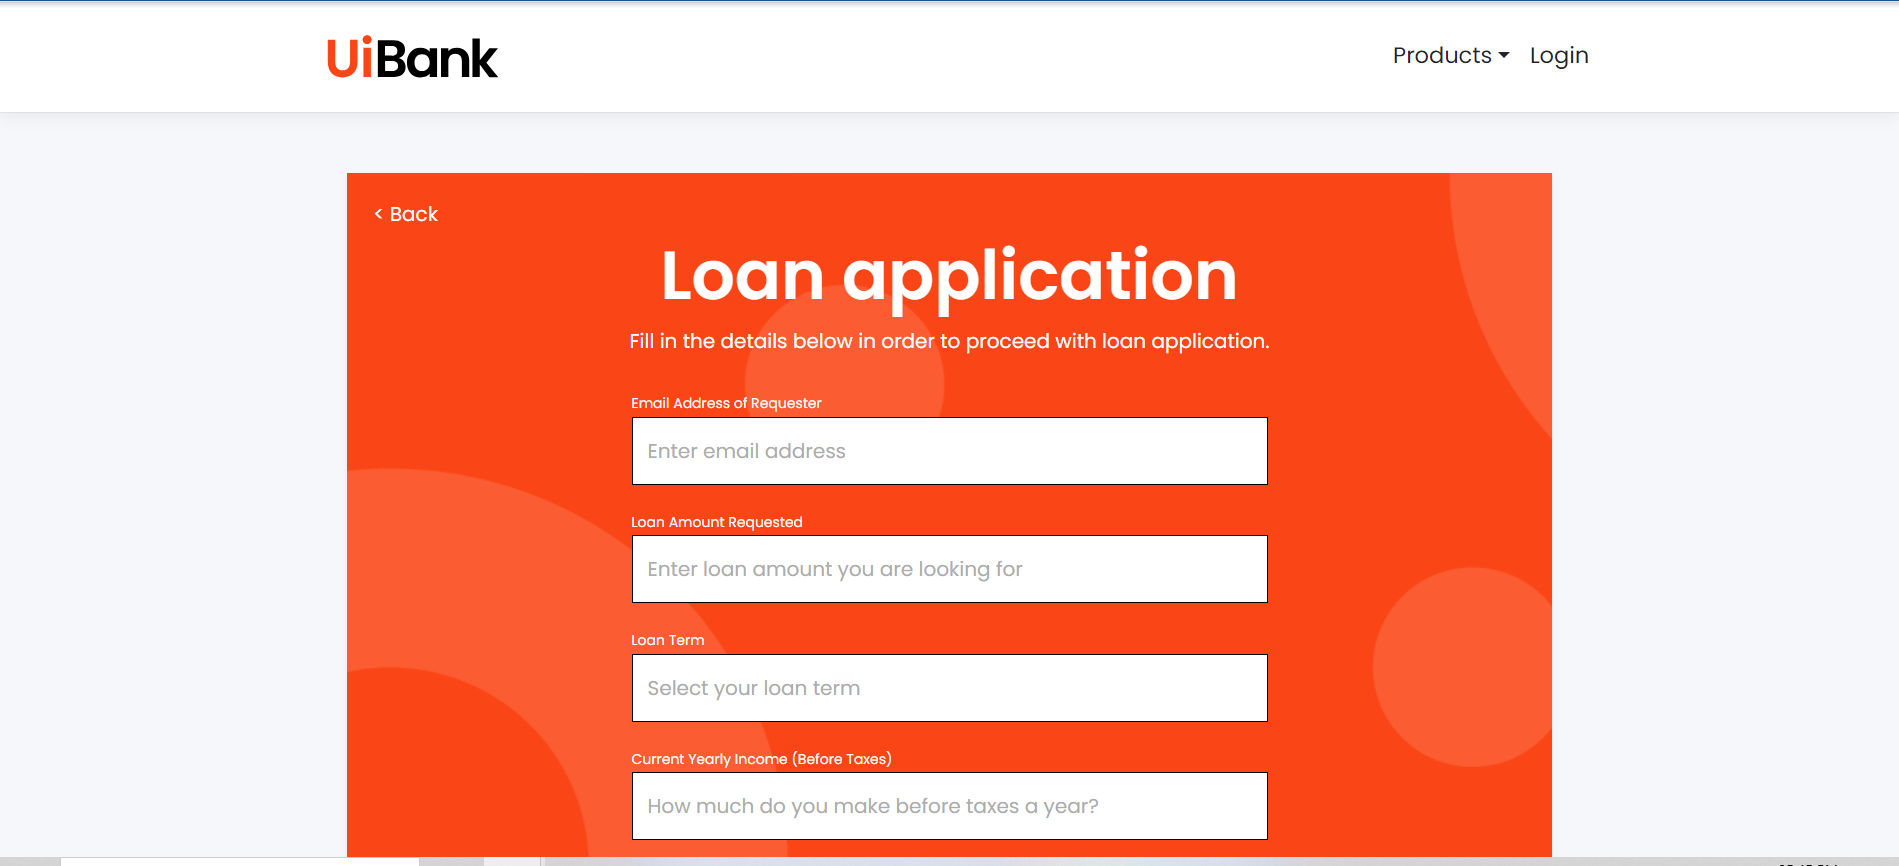 UiBank
Products Login
< Back
Loan application
Fill in the details below in order to proceed with loan application.
Email Address of Requester
Enter email address
Loan Amount Requested
Enter loan amount you are looking for
Loan Term
Select your loan term
Current Yearly Income (Before Taxes)
How much do you make before taxes a year?